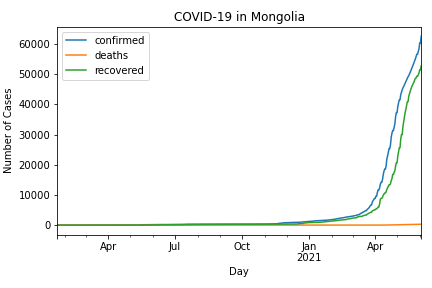 COVID-19 in Mongolia
confirmed
deaths
recovered
Number of Cases
60000
50000
40000
30000
20000
10000
0
Apr
Jul
Oct
Jan
2021
Apr
Day